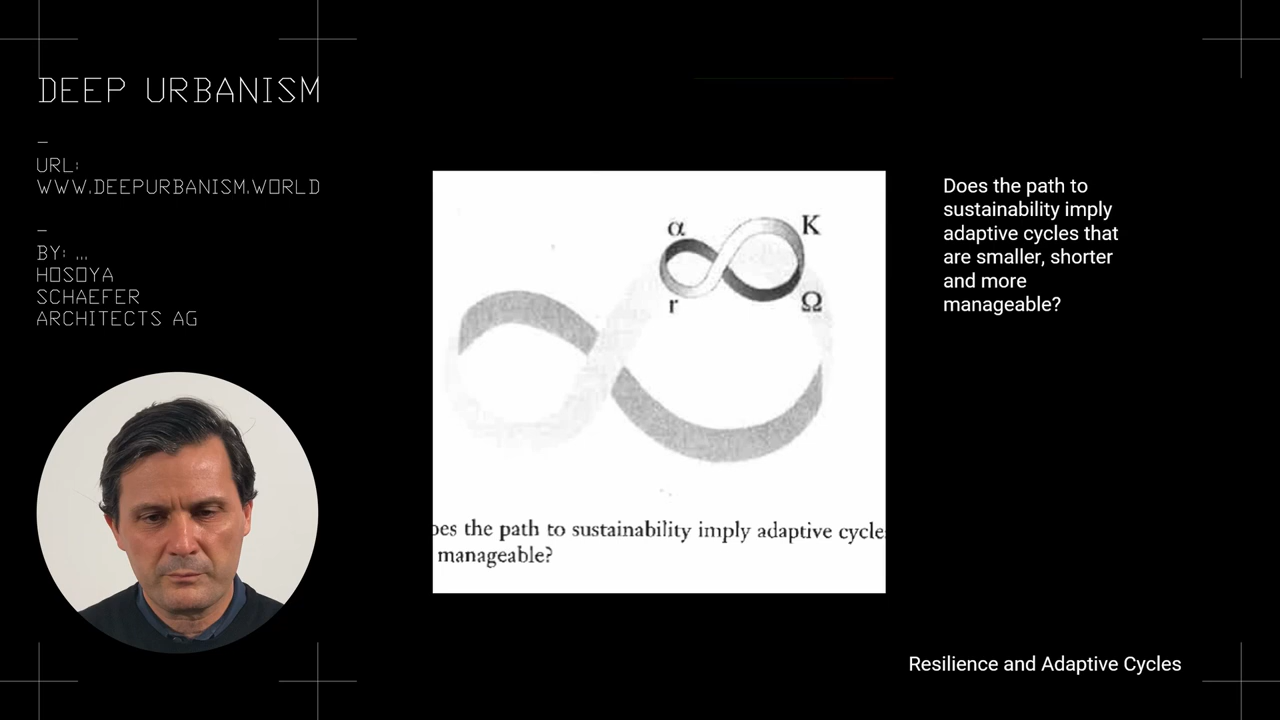 DEEP URBANISM
–
URL:
WWW.DEEPURBANISM.WORLD
–
BY: ...
HOSOYA
SCHAEFER
ARCHITECTS AG
α
K
r
Ω
oes the path to sustainability imply adaptive cycles
manageable?
Does the path to
sustainability imply
adaptive cycles that
are smaller, shorter
and more
manageable?
Resilience and Adaptive Cycles